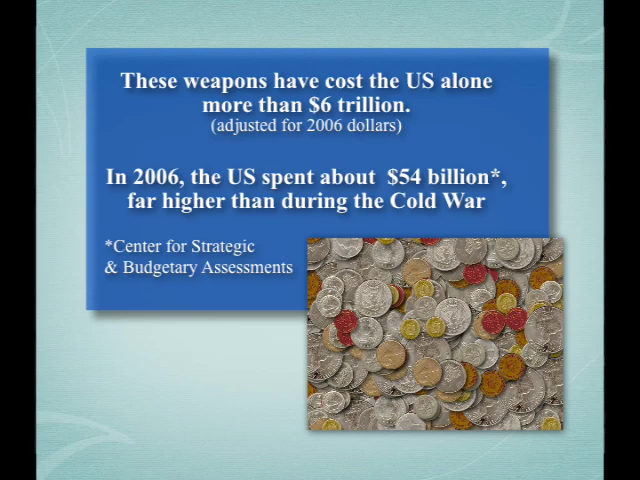 These weapons have cost the US alone
more than $6 trillion.
(adjusted for 2006 dollars)
In 2006, the US spent about $54 billion*,
far higher than during the Cold War
*Center for Strategic
& Budgetary Assessments